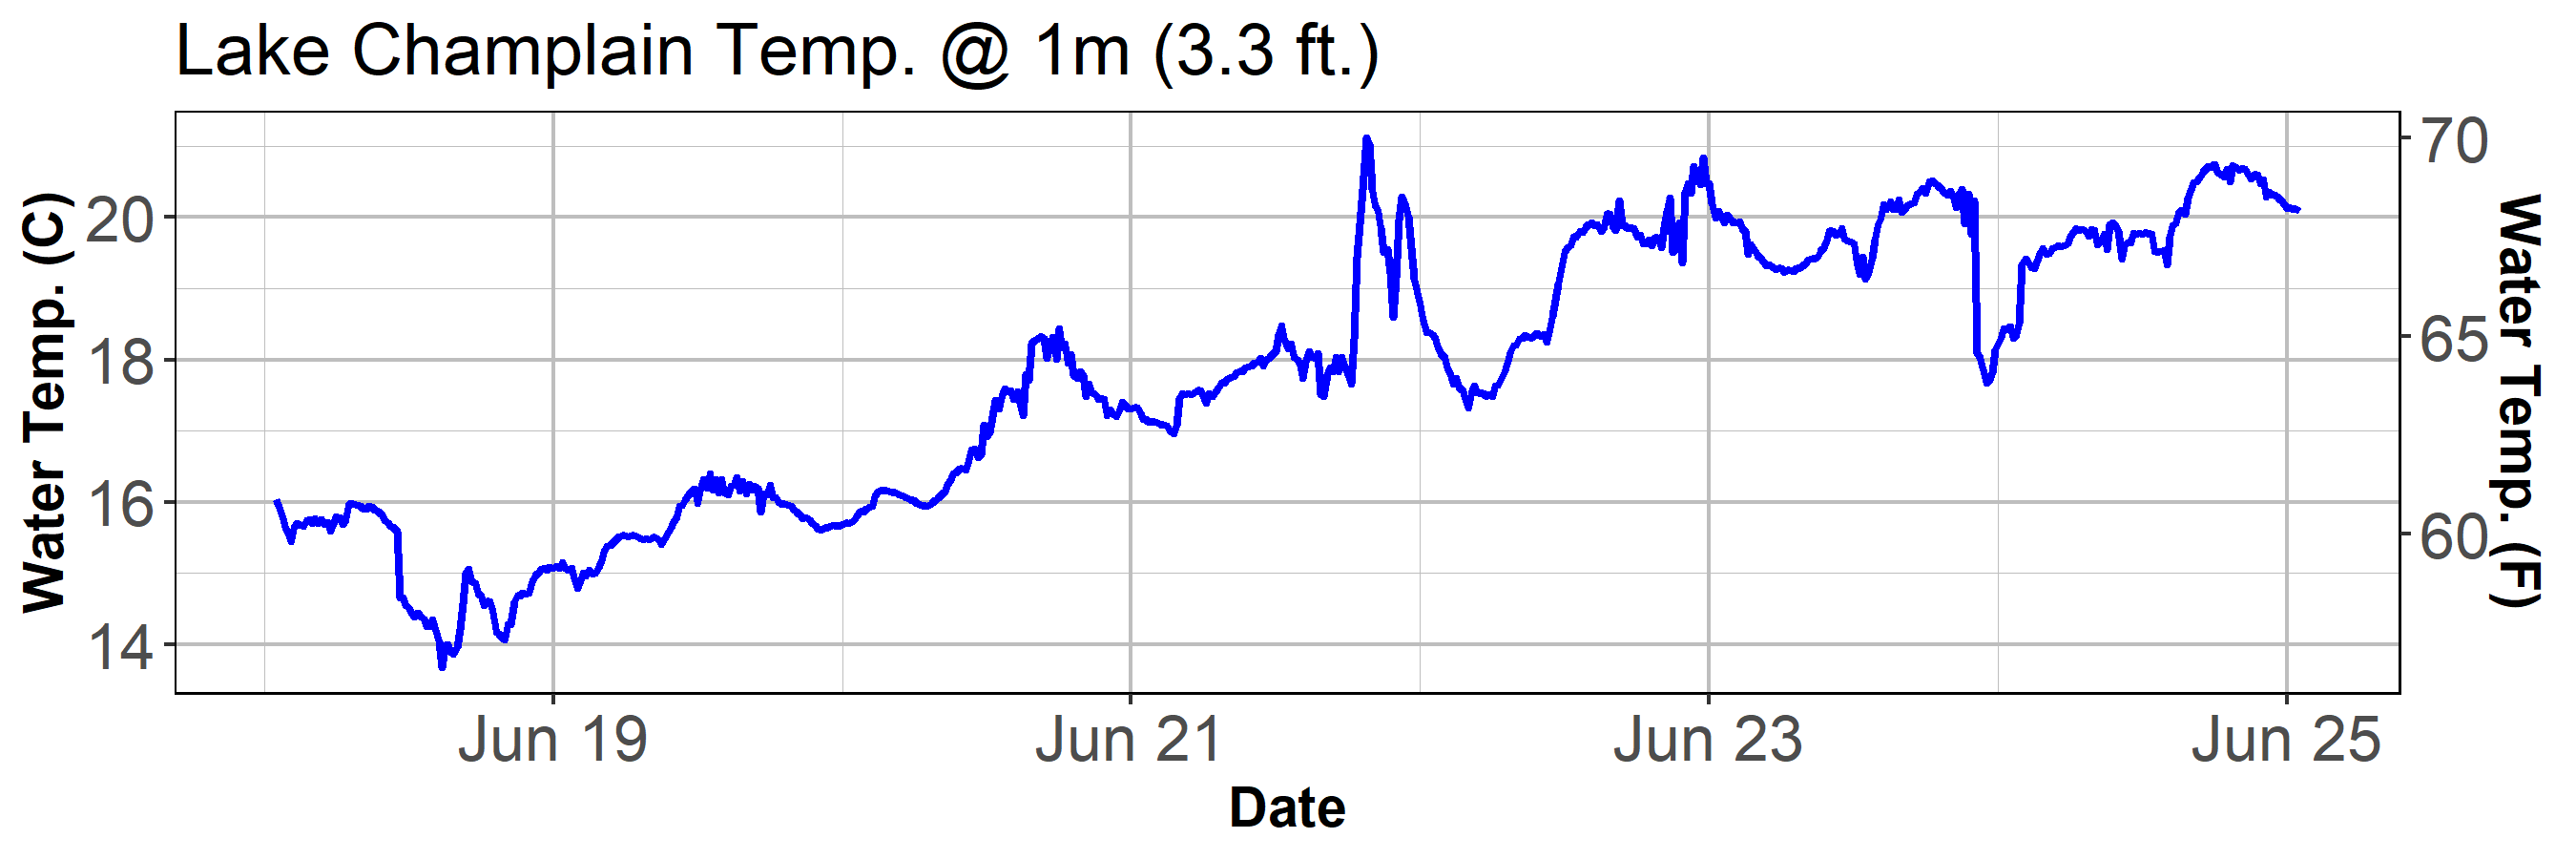 Lake Champlain Temp. @ 1m (3.3 ft.)
Water Temp. (C)
20
18
16
14
70
65
60
Water Temp. (F)
Jun 19
Jun 21
Jun 23
Jun 25
Date